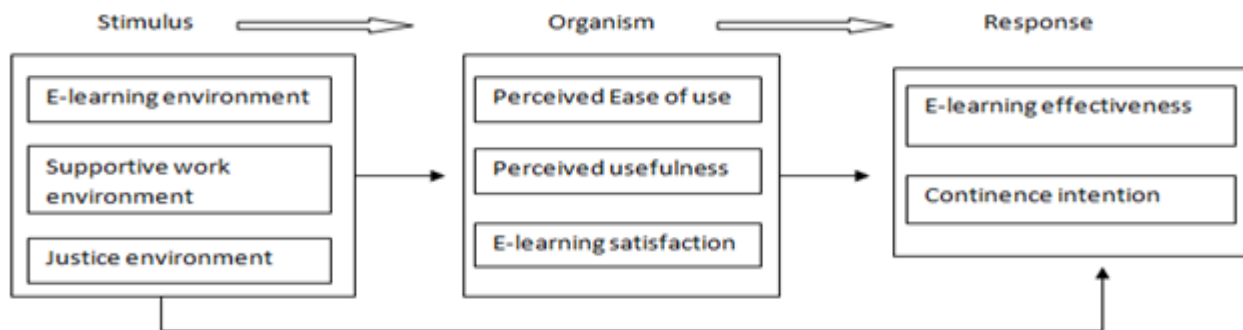 Stimulus
Organism
Response
E-learning environment
Supportive work
environment
Justice environment
Perceived Ease of use
Perceived usefulness
E-learning satisfaction
E-learning effectiveness
Continence intention